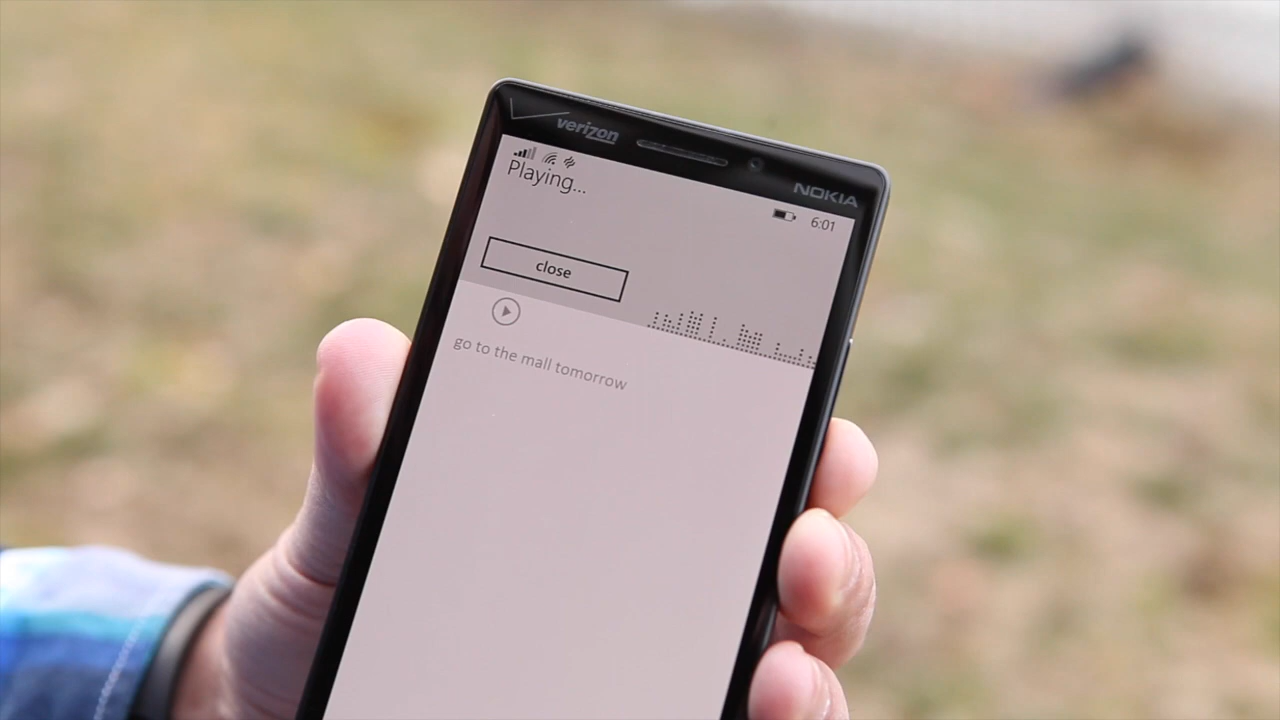 verizon
NOKIA
Playing...
6:01
close
go to the mall tomorrow